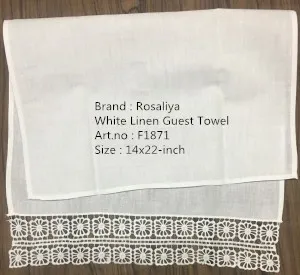 Brand : Rosaliya
White Linen Guest Towel
Art.no : F1871
Size : 14x22-inch